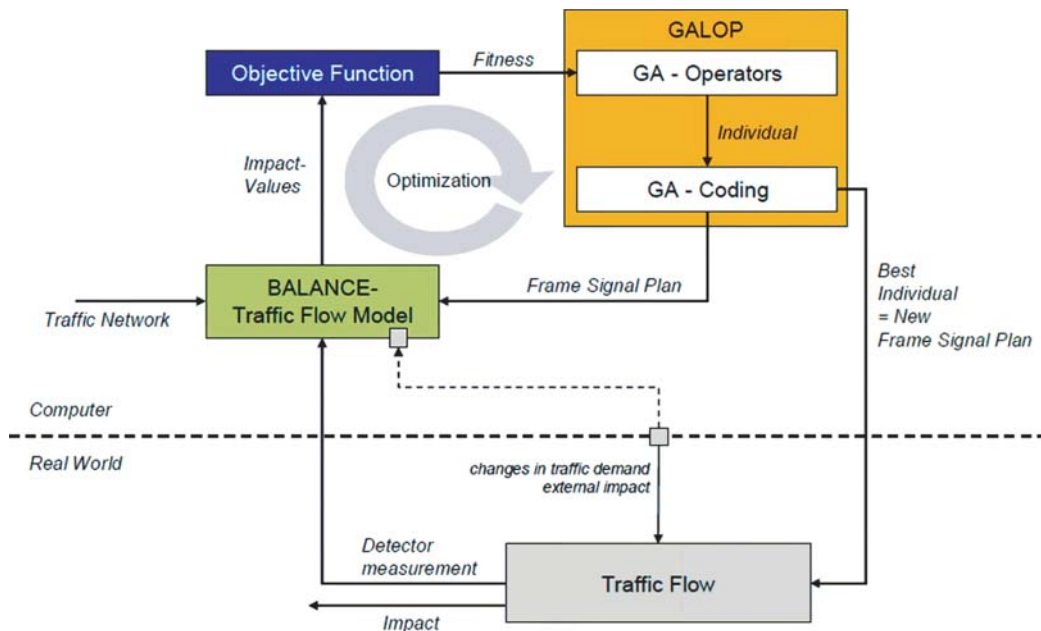 GALOP
Objective Function
Fitness
GA - Operators
Individual
Impact-
Values
Optimization
GA - Coding
BALANCE-
Traffic Flow Model
Frame Signal Plan
Traffic Network
Best
Individual
= New
Frame Signal Plan
Computer
Real World
changes in traffic demand
external impact
Detector
measurement
Traffic Flow
Impact